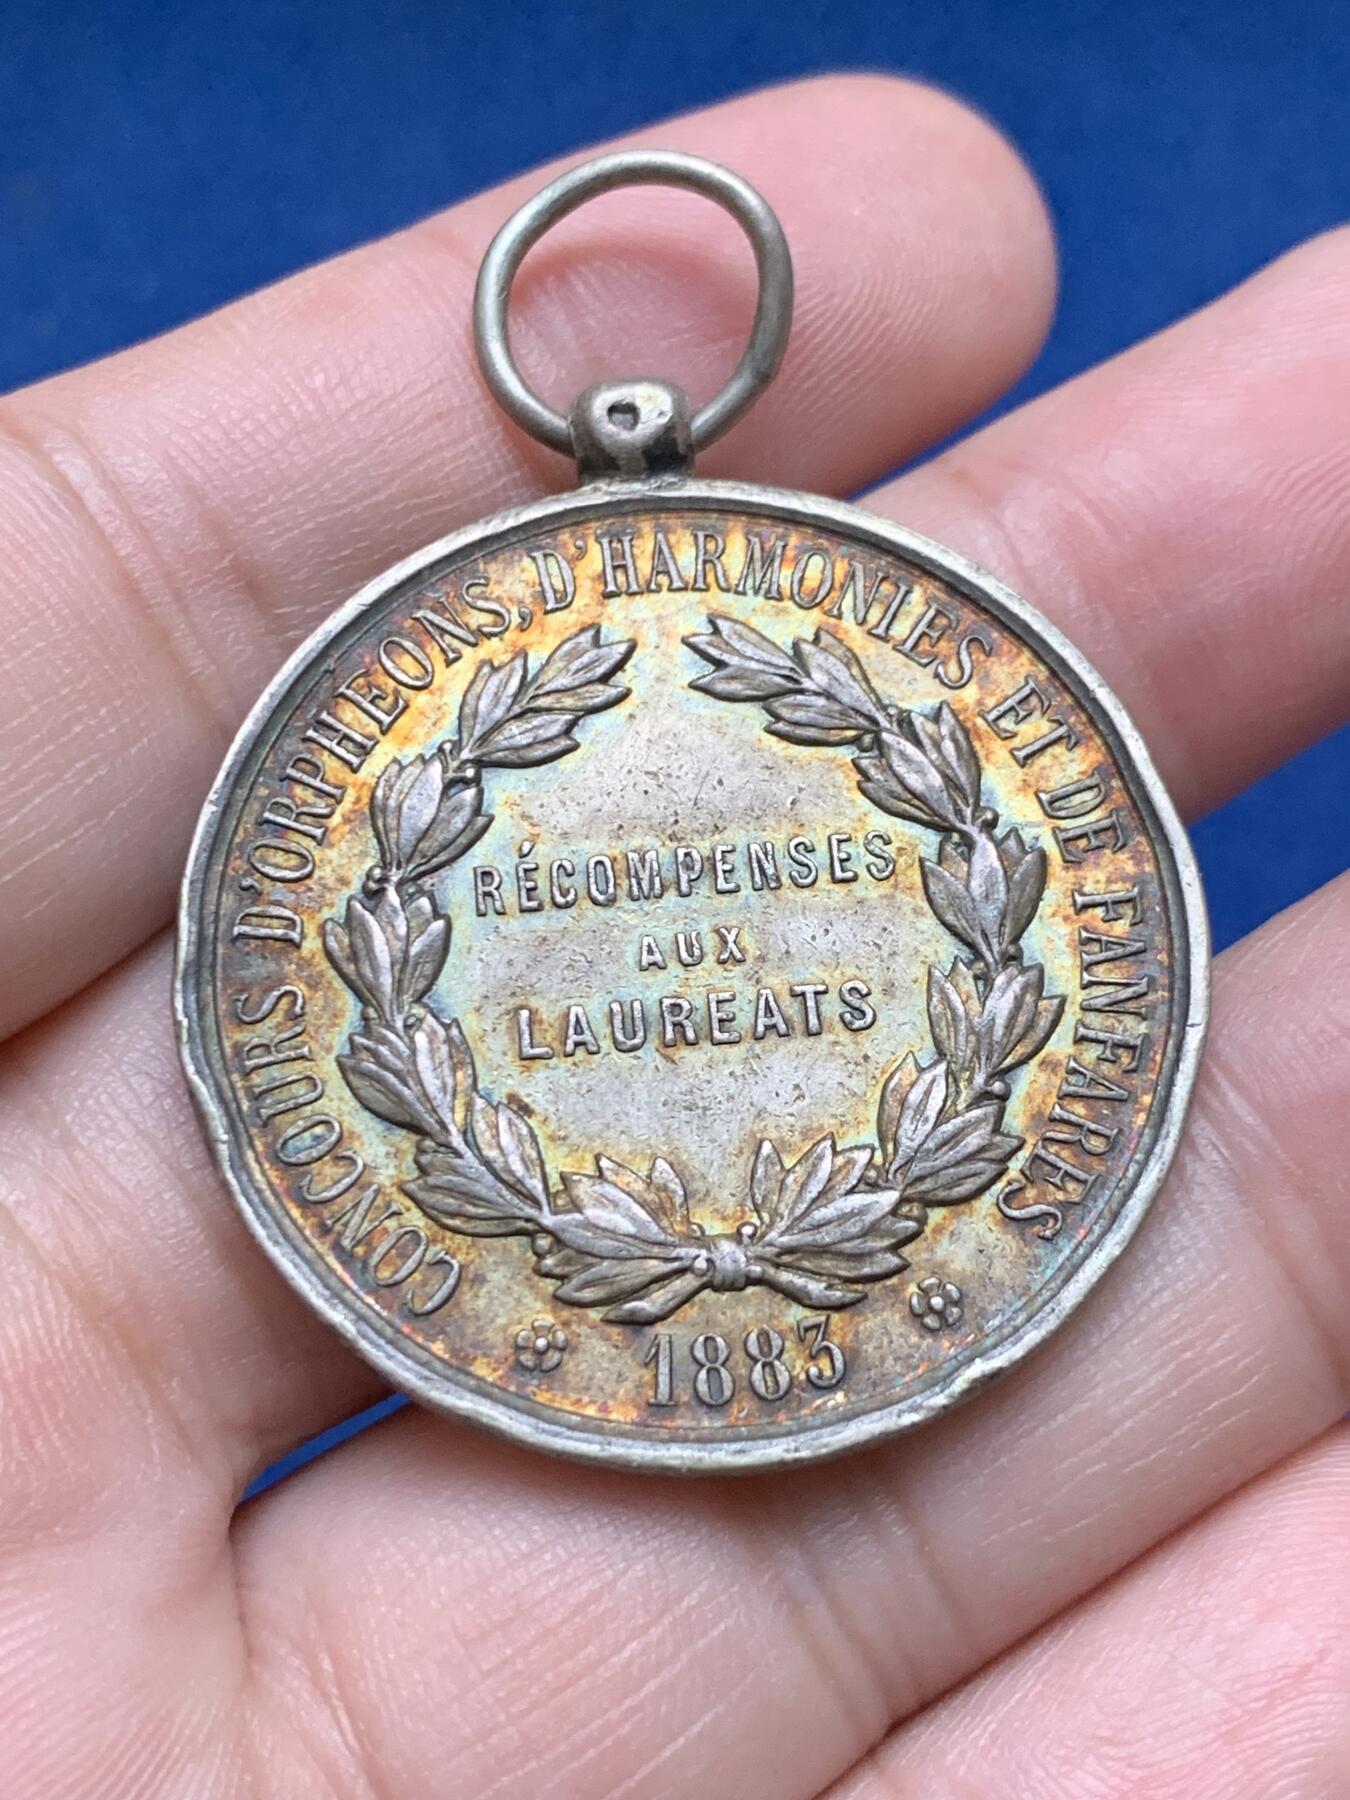 CONCOURS D'ORPHEONS, D'HARMONIES ET DE FANFARES
RÉCOMPENSES
AUX
LAUREATS
1883